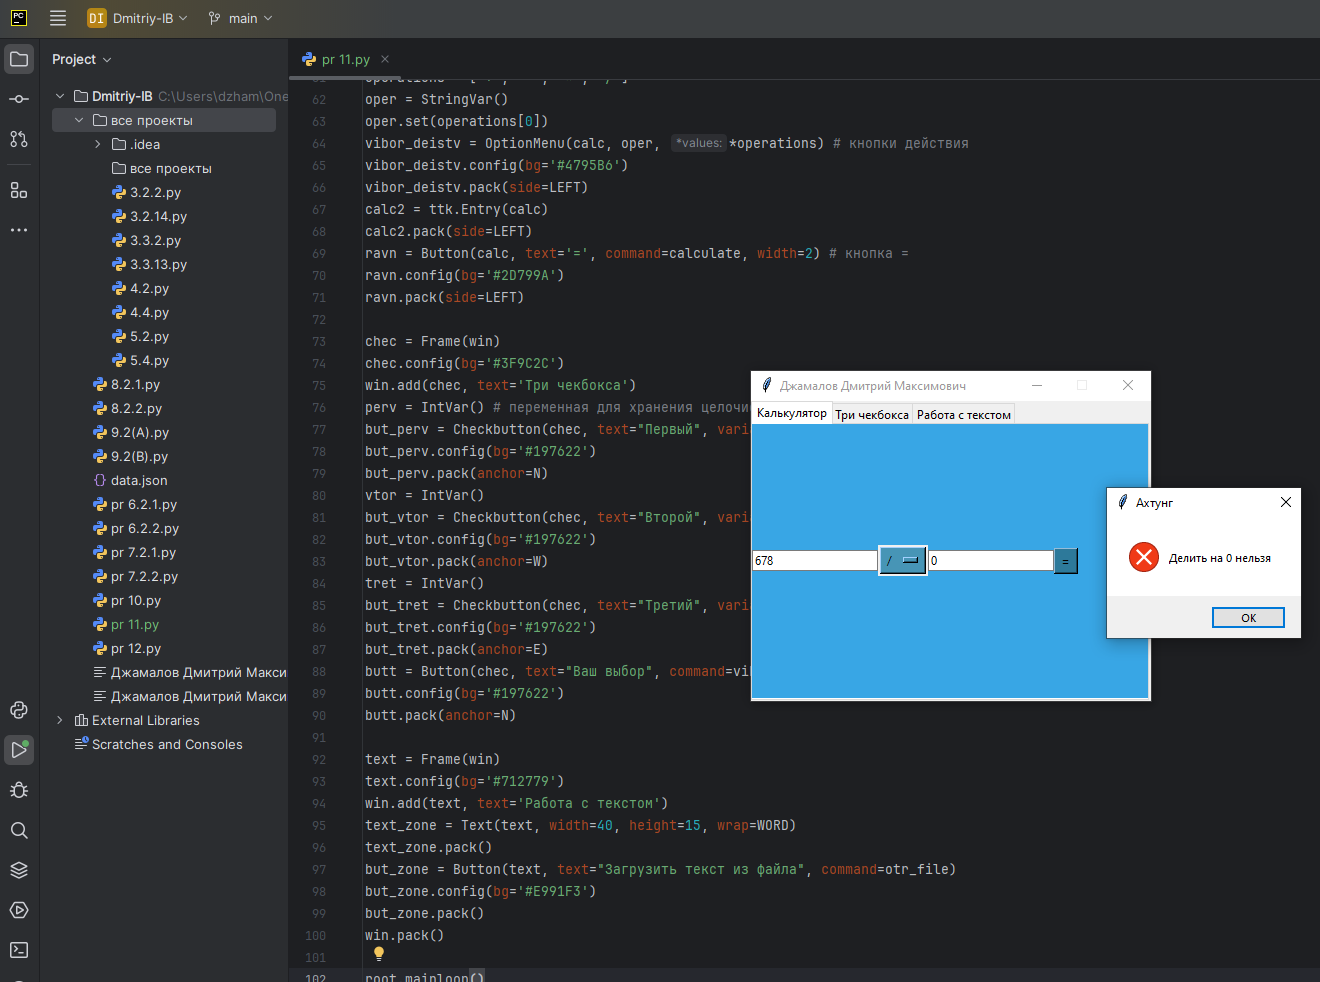 PC
DI Dmitriy-IB main
Project
pr 11.py
Dmitriy-IB C:\Users\dzham\One
все проекты
.idea
все проекты
3.2.2.py
3.2.14.py
3.3.2.py
3.3.13.py
4.2.py
4.4.py
5.2.py
5.4.py
8.2.1.py
8.2.2.py
9.2(A).py
9.2(B).py
data.json
pr 6.2.1.py
pr 6.2.2.py
pr 7.2.1.py
pr 7.2.2.py
pr 10.py
pr 11.py
pr 12.py
Джамалов Дмитрий Макси
Джамалов Дмитрий Макси
External Libraries
Scratches and Consoles
62 oper = StringVar()
63 oper.set(operations[0])
64 vibor_deistv = OptionMenu(calc, oper, *values: *operations) # кнопки действия
65 vibor_deistv.config(bg='#4795B6')
66 vibor_deistv.pack(side=LEFT)
67 calc2 = ttk.Entry(calc)
68 calc2.pack(side=LEFT)
69 ravn = Button(calc, text='=', command=calculate, width=2) # кнопка =
70 ravn.config(bg='#2D799A')
71 ravn.pack(side=LEFT)
72
73 chec = Frame(win)
74 chec.config(bg='#3F9C2C')
75 win.add(chec, text='Три чекбокса')
76 perv = IntVar() # переменная для хранения целочи
77 but_perv = Checkbutton(chec, text="Первый", vari
78 but_perv.config(bg='#197622')
79 but_perv.pack(anchor=N)
80 vtor = IntVar()
81 but_vtor = Checkbutton(chec, text="Второй", vari
82 but_vtor.config(bg='#197622')
83 but_vtor.pack(anchor=W)
84 tret = IntVar()
85 but_tret = Checkbutton(chec, text="Третий", vari
86 but_tret.config(bg='#197622')
87 but_tret.pack(anchor=E)
88 butt = Button(chec, text="Ваш выбор", command=vi
89 butt.config(bg='#197622')
90 butt.pack(anchor=N)
91
92 text = Frame(win)
93 text.config(bg='#712779')
94 win.add(text, text='Работа с текстом')
95 text_zone = Text(text, width=40, height=15, wrap=WORD)
96 text_zone.pack()
97 but_zone = Button(text, text="Загрузить текст из файла", command=otr_file)
98 but_zone.config(bg='#E991F3')
99 but_zone.pack()
100 win.pack()
101
102 root.mainloop()
Джамалов Дмитрий Максимович
Калькулятор Три чекбокса Работа с текстом
678 / 0 =
Ахтунг
Делить на 0 нельзя
ОК